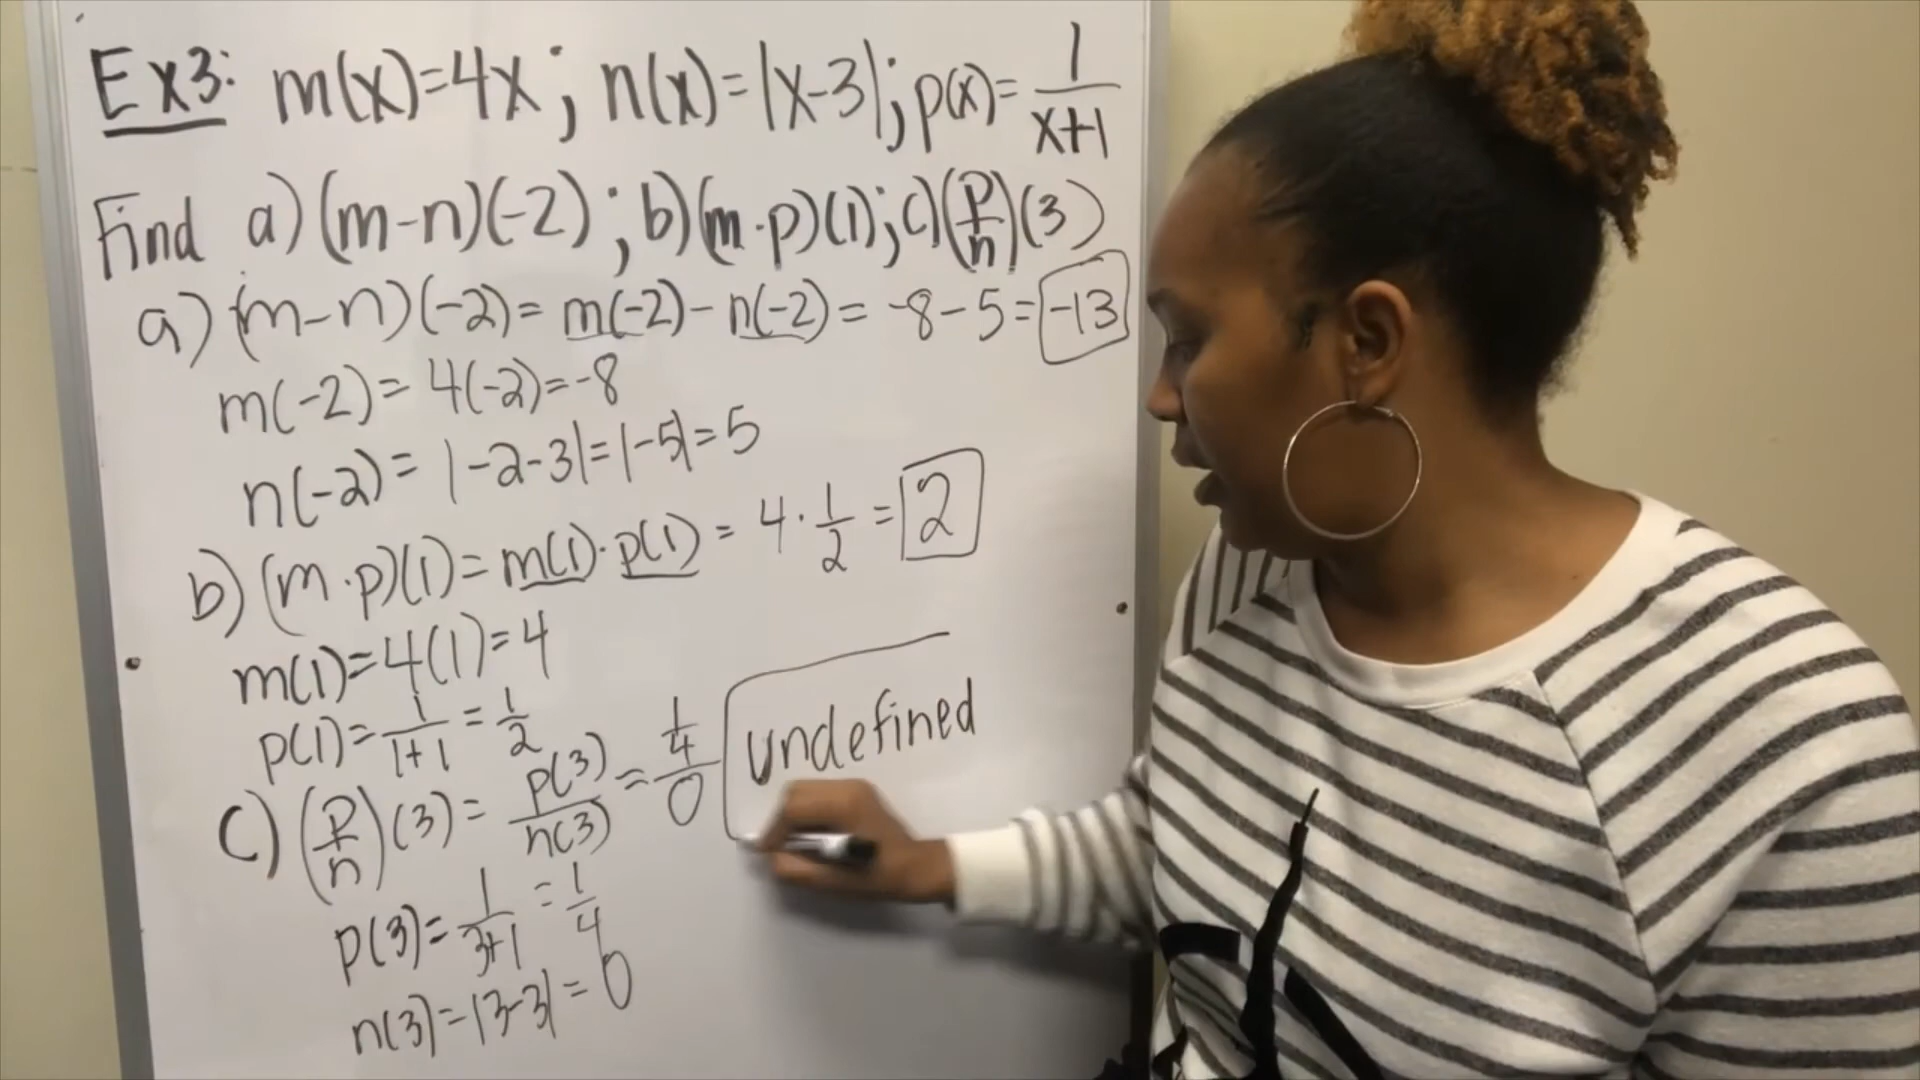 Ex3: m(x)=4x; n(x)=|x-3|; p(x)= 1/(x+1)
Find a) (m-n)(-2); b) (m·p)(1); c) (p/n)(3)
a) (m-n)(-2)= m(-2)-n(-2)= -8-5= -13
m(-2)= 4(-2)=-8
n(-2)= |-2-3|=|-5|=5
b) (m·p)(1)= m(1)·p(1) = 4·1/2 = 2
m(1)=4(1)=4
p(1)= 1/(1+1) = 1/2
c) (p/n)(3)= p(3)/n(3) = (1/4)/0 undefined
p(3)= 1/(3+1) = 1/4
n(3)=|3-3|=0